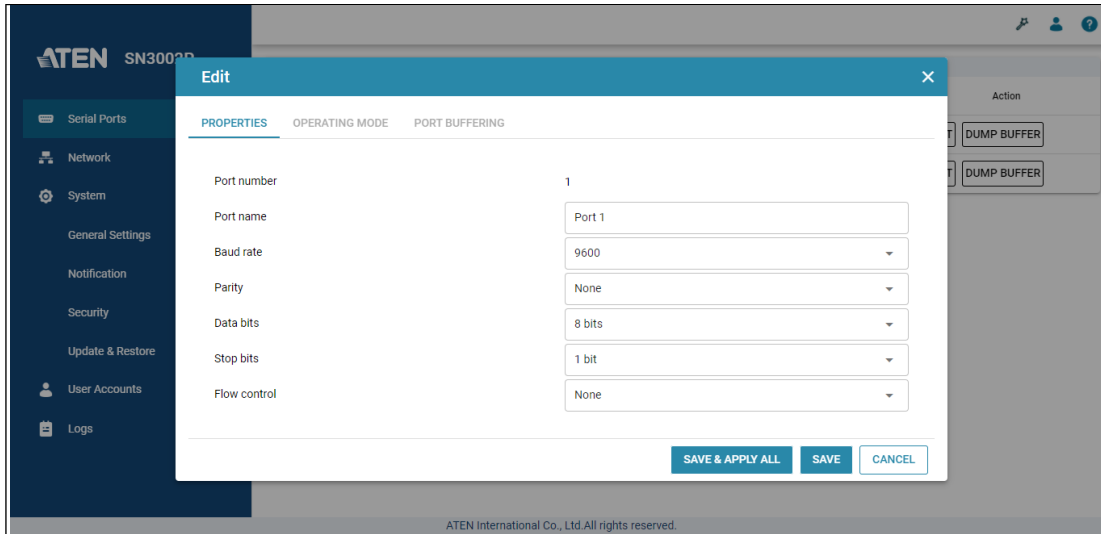 ATEN SN3002P
Edit
Action
Serial Ports
PROPERTIES OPERATING MODE PORT BUFFERING
DUMP BUFFER
Network
Port number 1
DUMP BUFFER
System
Port name Port 1
General Settings
Baud rate 9600
Notification
Parity None
Security
Data bits 8 bits
Update & Restore
Stop bits 1 bit
User Accounts
Flow control None
Logs
SAVE & APPLY ALL SAVE CANCEL
ATEN International Co., Ltd.All rights reserved.